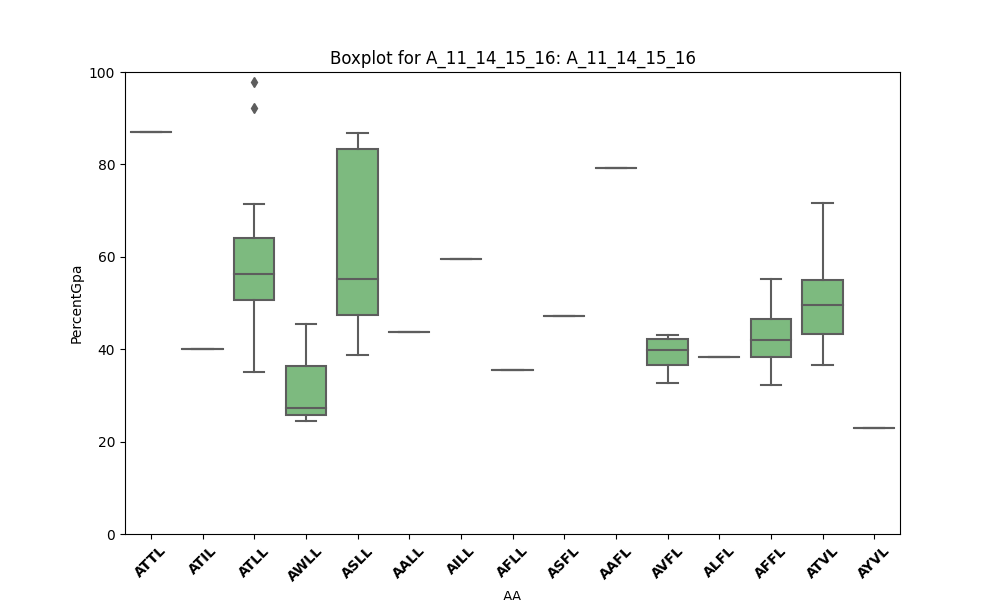 Boxplot for A_11_14_15_16: A_11_14_15_16
PercentGpa
100
80
60
40
20
0
ATTL ATIL ATLL AWLL ASLL AALL AILL AFLL ASFL AAFL AVFL ALFL AFFL ATVL AYVL
AA